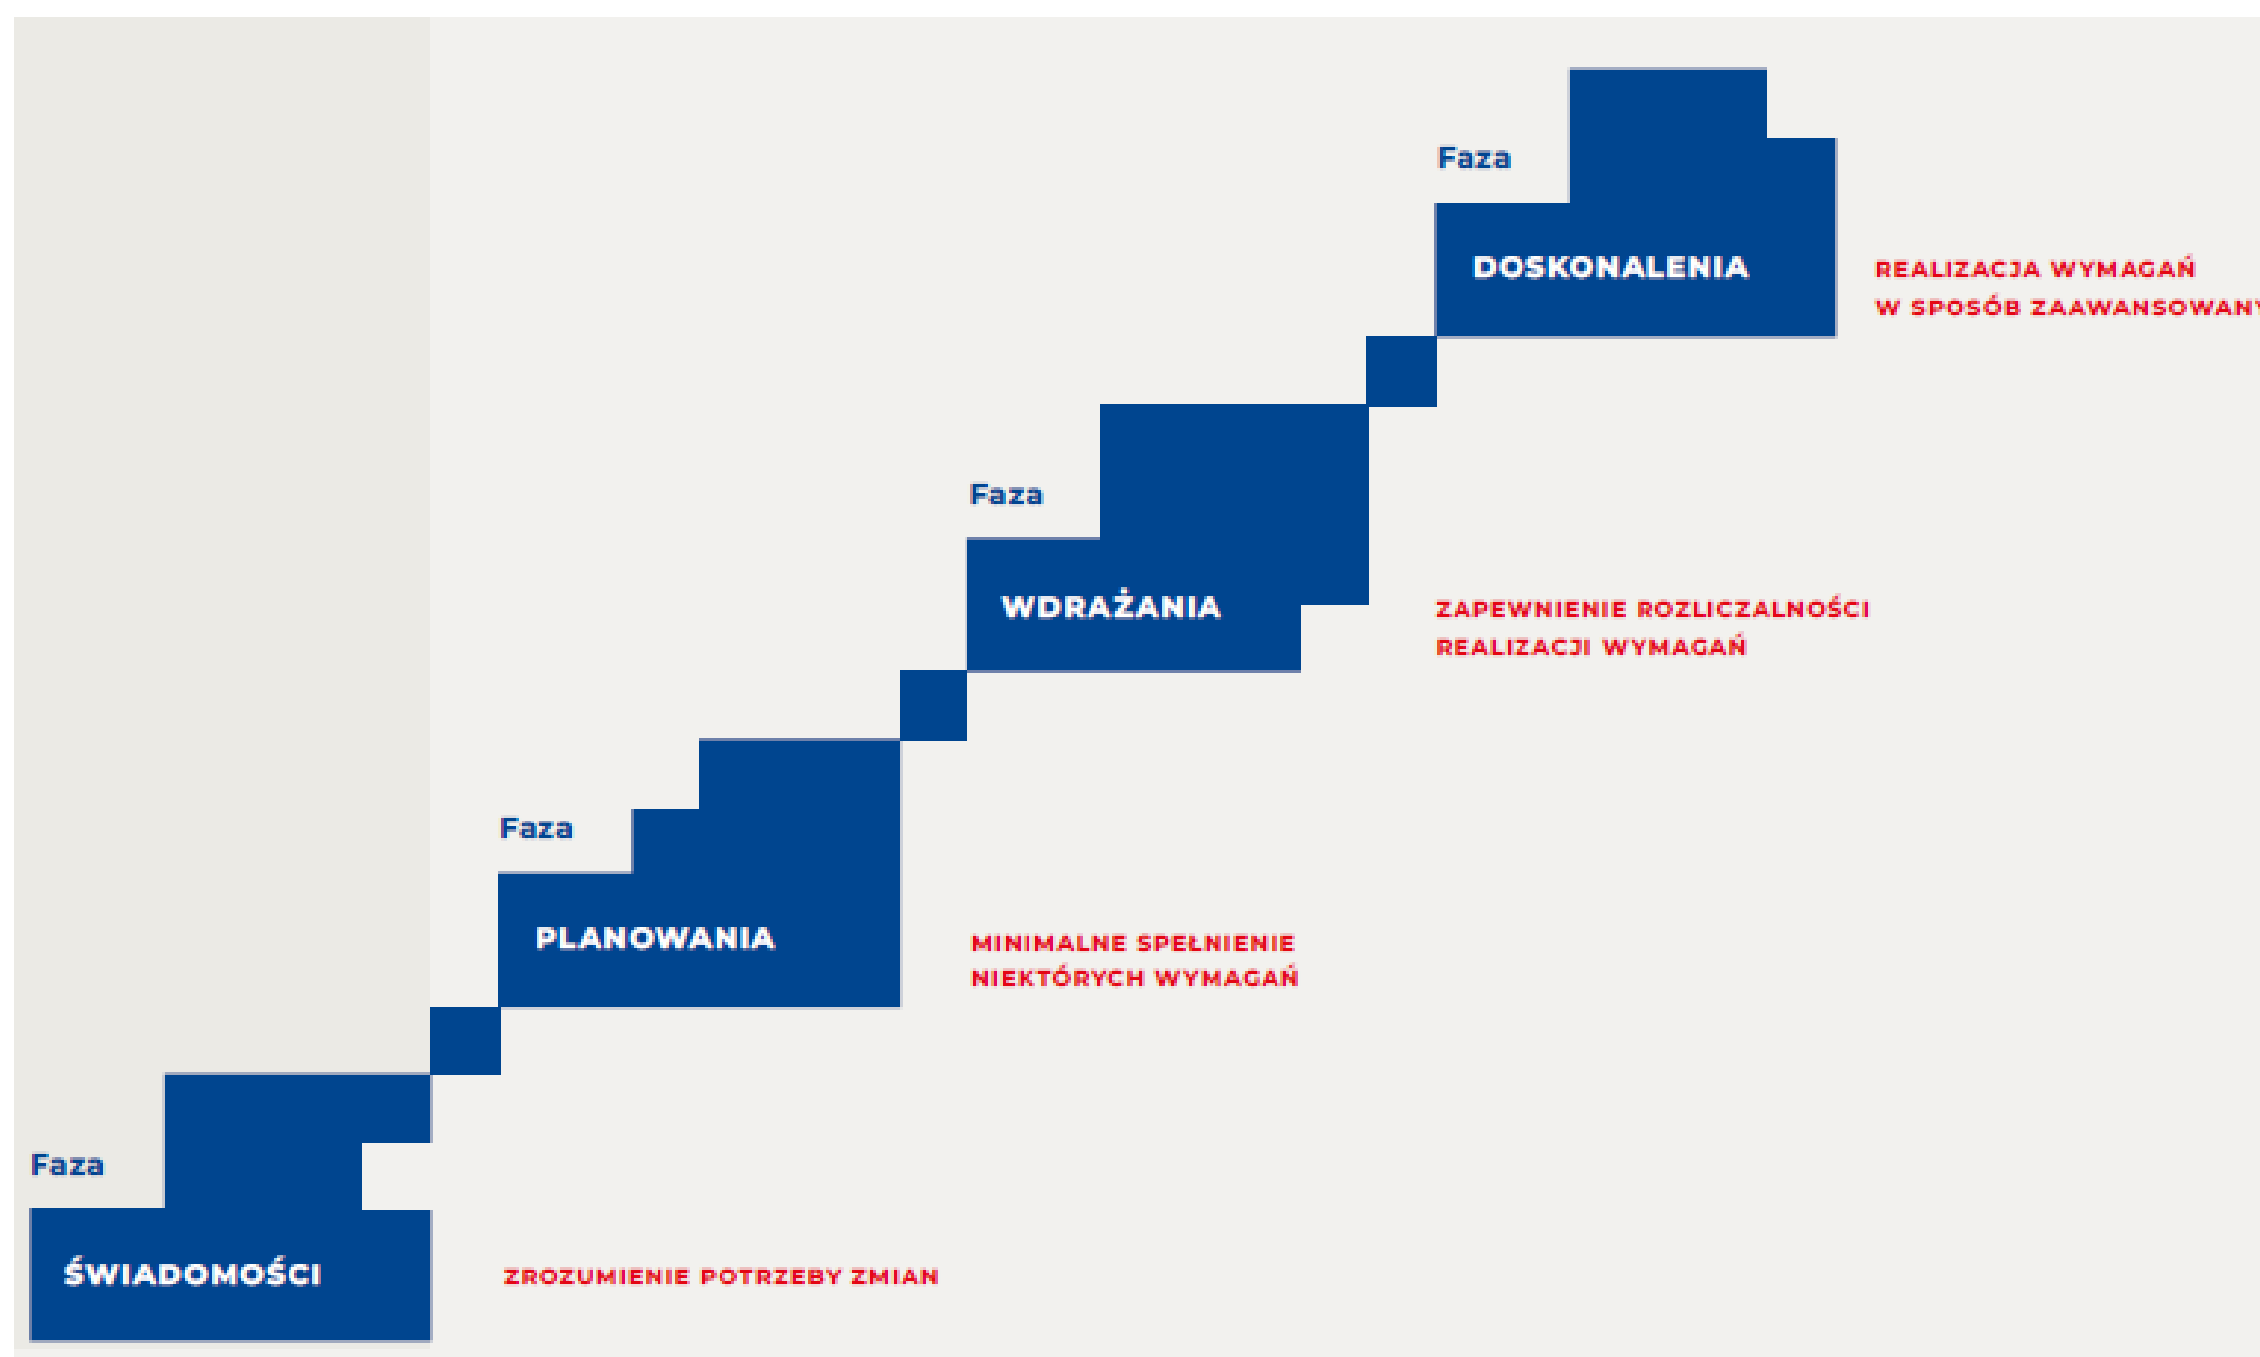 Faza
DOSKONALENIA
REALIZACJA WYMAGAŃ
W SPOSÓB ZAAWANSOWANY
Faza
WDRAŻANIA
ZAPEWNIENIE ROZLICZALNOŚCI
REALIZACJI WYMAGAŃ
Faza
PLANOWANIA
MINIMALNE SPEŁNIENIE
NIEKTÓRYCH WYMAGAŃ
Faza
ŚWIADOMOŚCI
ZROZUMIENIE POTRZEBY ZMIAN